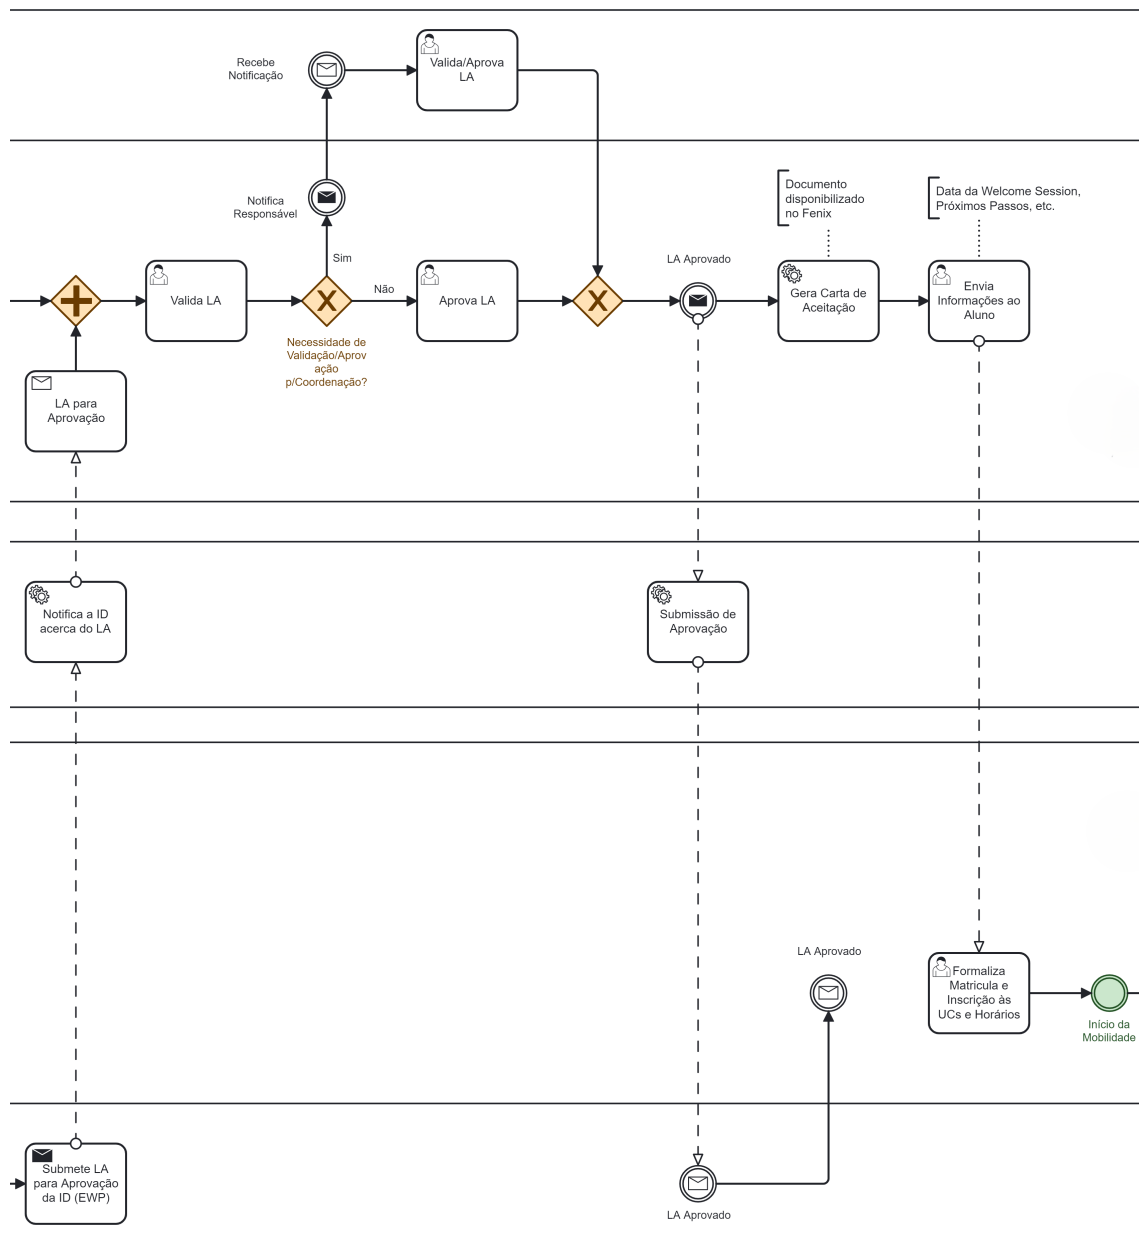 Recebe
Notificação
Valida/Aprova
LA
Notifica
Responsável
Documento
disponibilizado
no Fenix
Data da Welcome Session,
Próximos Passos, etc.
Sim
LA Aprovado
Valida LA
Não
Aprova LA
Gera Carta de
Aceitação
Envia
Informações ao
Aluno
Necessidade de
Validação/Aprov
ação
p/Coordenação?
LA para
Aprovação
Notifica a ID
acerca do LA
Submissão de
Aprovação
LA Aprovado
Formaliza
Matricula e
Inscrição às
UCs e Horários
Início da
Mobilidade
Submete LA
para Aprovação
da ID (EWP)
LA Aprovado